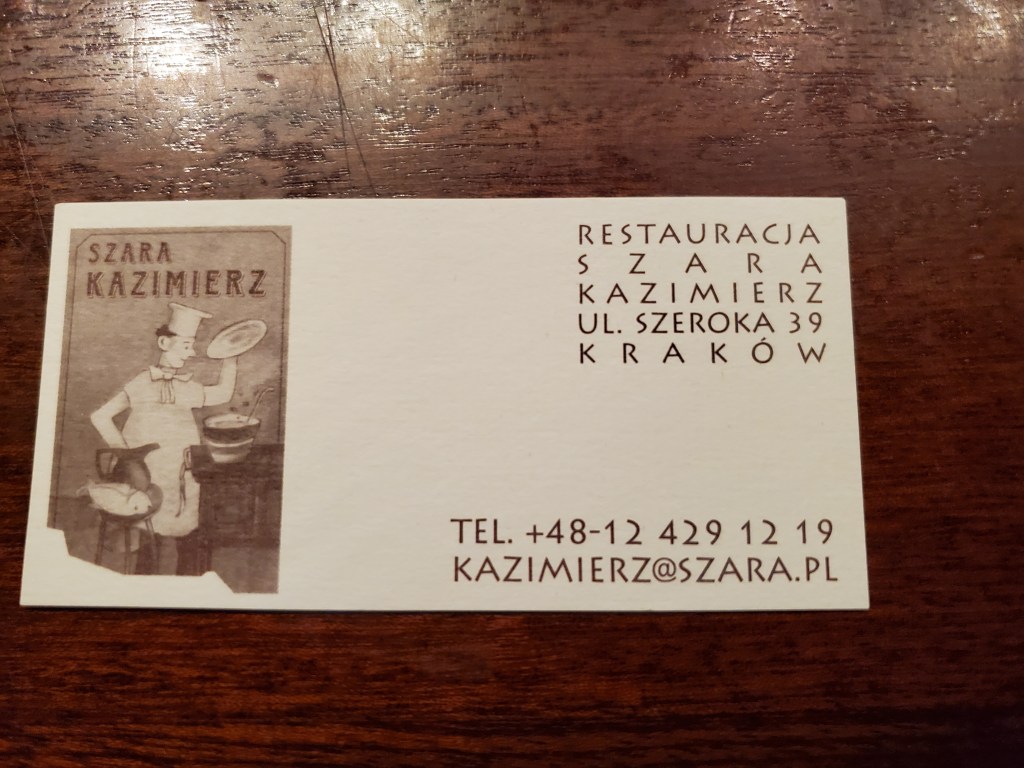 SZARA
KAZIMIERZ
RESTAURACJA
SZARA
KAZIMIERZ
UL. SZEROKA 39
KRAKÓW
TEL. +48-12 429 12 19
KAZIMIERZ@SZARA.PL